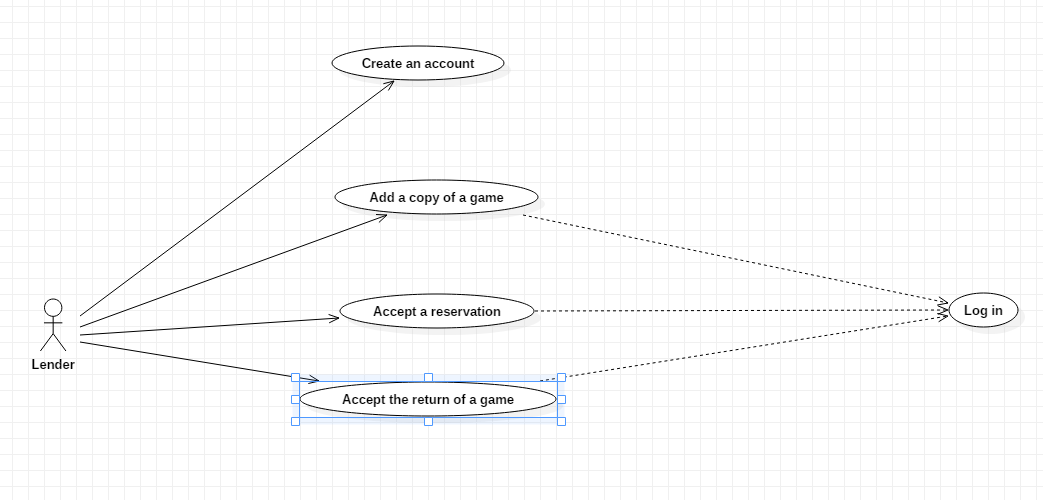 Create an account
Add a copy of a game
Accept a reservation
Log in
Lender
Accept the return of a game